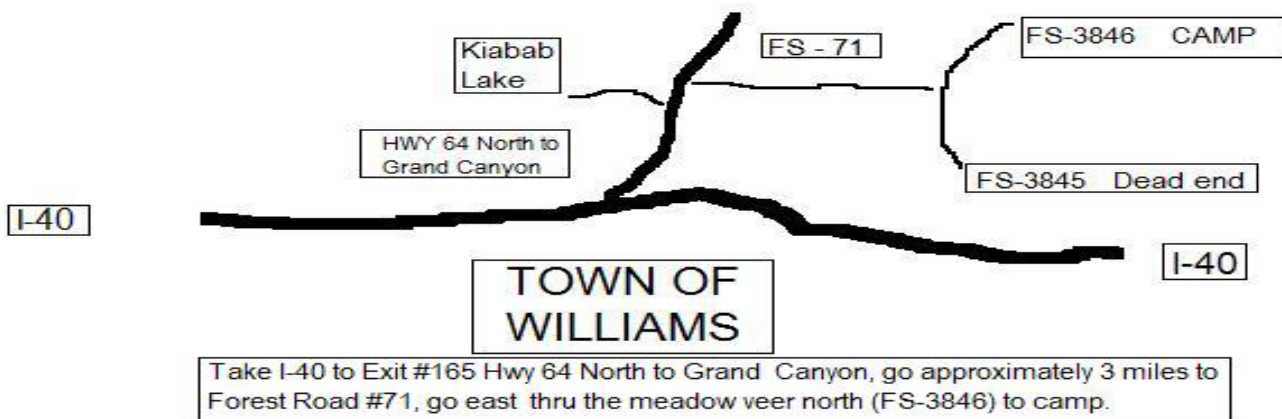 Kiabab
Lake
FS - 71
FS-3846 CAMP
HWY 64 North to
Grand Canyon
FS-3845 Dead end
I-40
I-40
TOWN OF
WILLIAMS
Take I-40 to Exit #165 Hwy 64 North to Grand Canyon, go approximately 3 miles to
Forest Road #71, go east thru the meadow veer north (FS-3846) to camp.